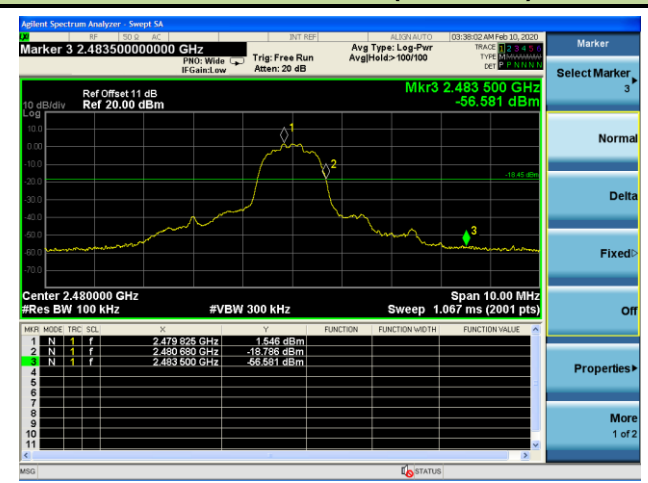 Agilent Spectrum Analyzer - Swept SA
RF 50 Ω AC INT REF ALIGN AUTO 03:38:02 AM Feb 10, 2020
Marker 3 2.483500000000 GHz
PNO: Wide
IFGain:Low
Trig: Free Run
Atten: 20 dB
Avg Type: Log-Pwr
Avg|Hold:>100/100
TRACE 1 2 3 4 5 6
TYPE MWWWWW
DET P P N N N N
Ref Offset 11 dB
10 dB/div Ref 20.00 dBm
Log
Mkr3 2.483 500 GHz
-56.581 dBm
10.0
0.00
-10.0
-20.0
-30.0
-40.0
-50.0
-60.0
-70.0
1
2
3
-18.45 dBm
Center 2.480000 GHz
#Res BW 100 kHz
#VBW 300 kHz
Span 10.00 MHz
Sweep 1.067 ms (2001 pts)
MKR MODE TRC SCL X Y FUNCTION FUNCTION WIDTH FUNCTION VALUE
1 N 1 f 2.479 825 GHz 1.546 dBm
2 N 1 f 2.480 680 GHz -18.786 dBm
3 N 1 f 2.483 500 GHz -56.581 dBm
4
5
6
7
8
9
10
11
MSG
STATUS
Marker
Select Marker
3
Normal
Delta
Fixed
Off
Properties
More
1 of 2